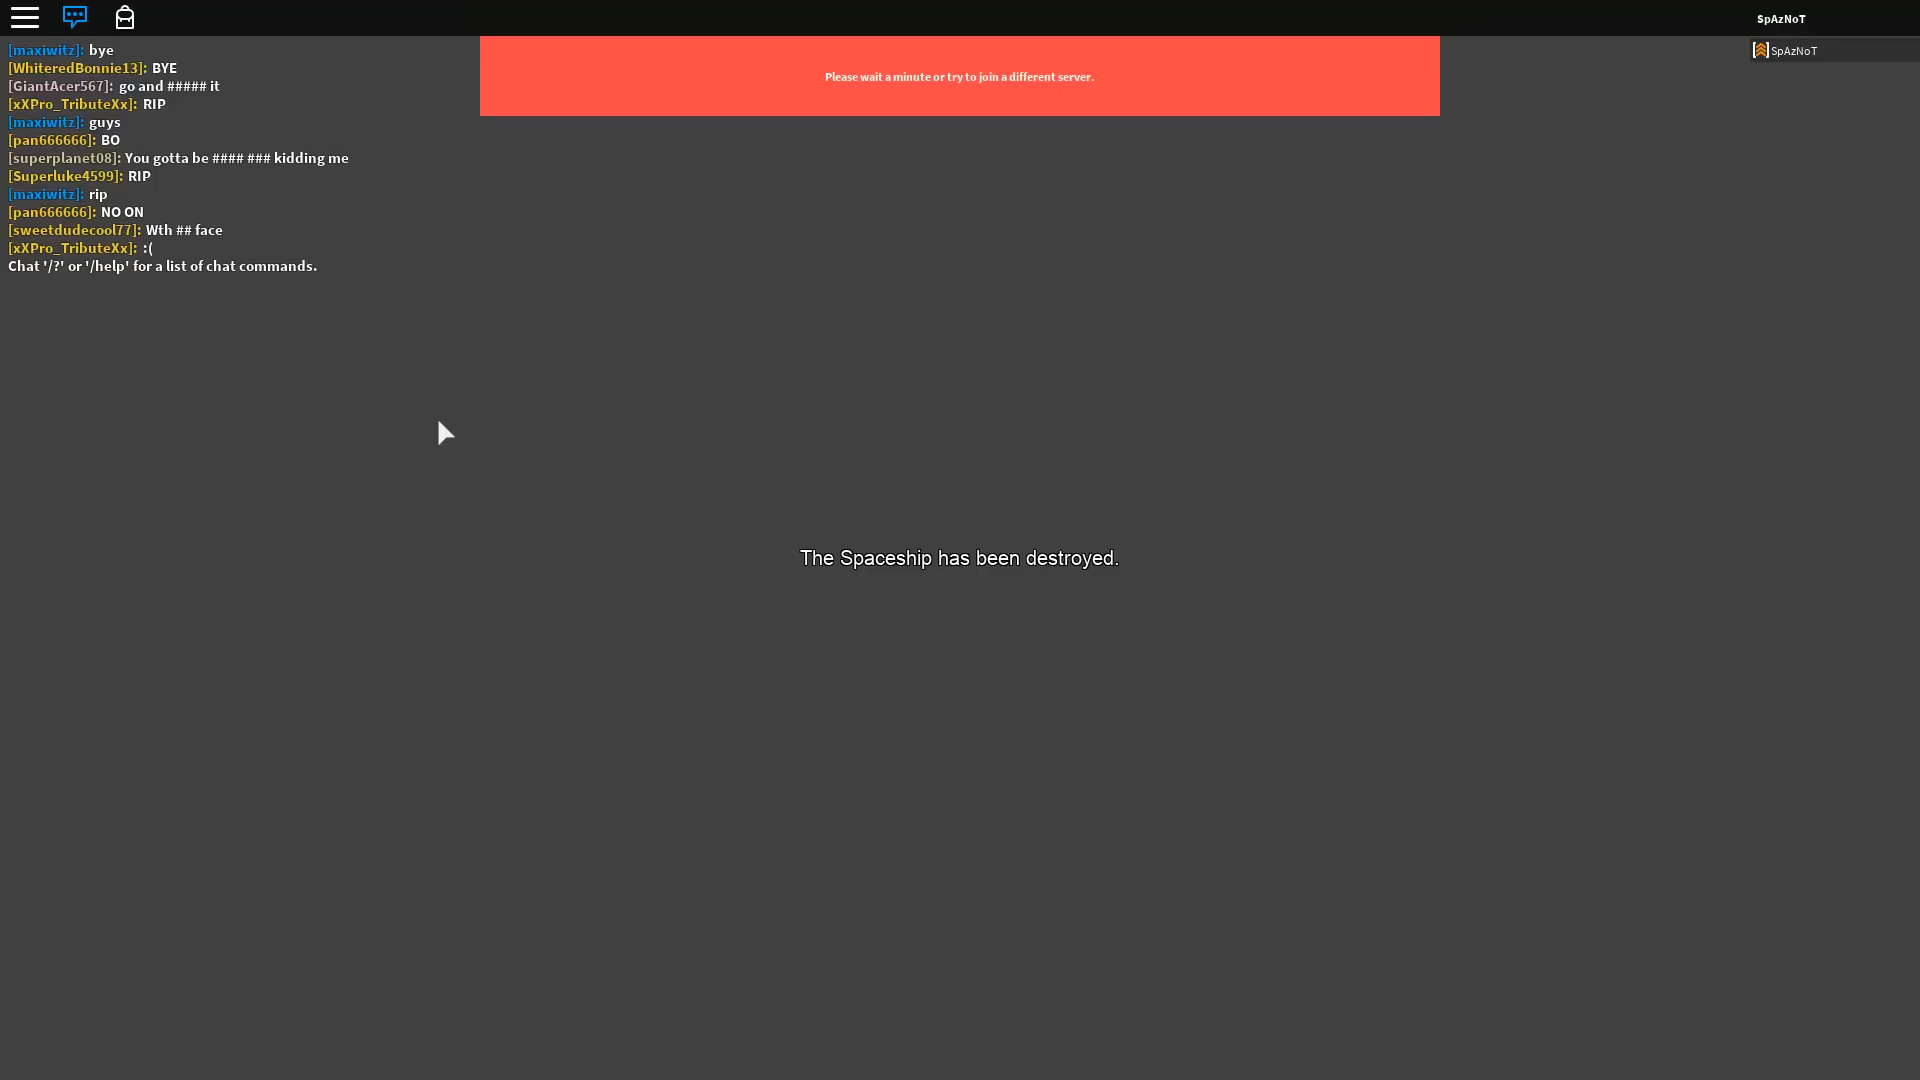 SpAzNoT
SpAzNoT
[maxiwitz]: bye
[WhiteredBonnie13]: BYE
[GiantAcer567]: go and ##### it
[xXPro_TributeXx]: RIP
[maxiwitz]: guys
[pan666666]: BO
[superplanet08]: You gotta be #### ### kidding me
[Superluke4599]: RIP
[maxiwitz]: rip
[pan666666]: NO ON
[sweetdudecool77]: Wth ## face
[xXPro_TributeXx]: :(
Chat '/?' or '/help' for a list of chat commands.
Please wait a minute or try to join a different server.
The Spaceship has been destroyed.